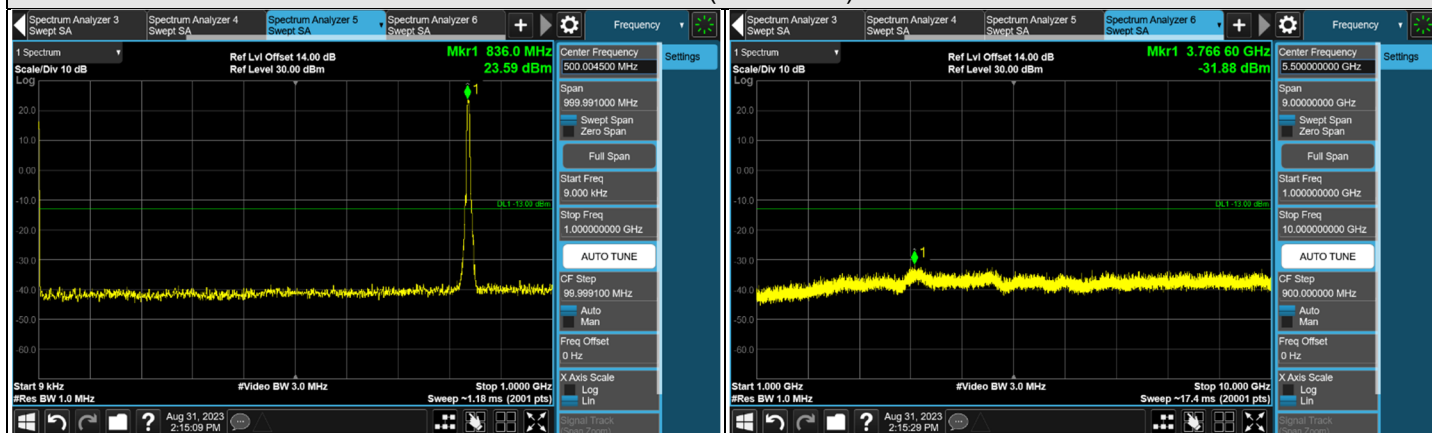 Spectrum Analyzer 3
Swept SA
Spectrum Analyzer 4
Swept SA
Spectrum Analyzer 5
Swept SA
Spectrum Analyzer 6
Swept SA
+
Frequency
1 Spectrum
Scale/Div 10 dB
Log
Ref Lvl Offset 14.00 dB
Ref Level 30.00 dBm
Mkr1 836.0 MHz
23.59 dBm
1
20.0
10.0
0.00
-10.0
-20.0
-30.0
-40.0
-50.0
-60.0
DL1 -13.00 dBm
Start 9 kHz
#Res BW 1.0 MHz
#Video BW 3.0 MHz
Stop 1.0000 GHz
Sweep ~1.18 ms (2001 pts)
Center Frequency
500.004500 MHz
Settings
Span
999.991000 MHz
Swept Span
Zero Span
Full Span
Start Freq
9.000 kHz
Stop Freq
1.000000000 GHz
AUTO TUNE
CF Step
99.999100 MHz
Auto
Man
Freq Offset
0 Hz
X Axis Scale
Log
Lin
Signal Track
(Span Zoom)
?
Aug 31, 2023
2:15:09 PM
Spectrum Analyzer 3
Swept SA
Spectrum Analyzer 4
Swept SA
Spectrum Analyzer 5
Swept SA
Spectrum Analyzer 6
Swept SA
+
Frequency
1 Spectrum
Scale/Div 10 dB
Log
Ref Lvl Offset 14.00 dB
Ref Level 30.00 dBm
Mkr1 3.766 60 GHz
-31.88 dBm
1
20.0
10.0
0.00
-10.0
-20.0
-30.0
-40.0
-50.0
-60.0
DL1 -13.00 dBm
Start 1.000 GHz
#Res BW 1.0 MHz
#Video BW 3.0 MHz
Stop 10.000 GHz
Sweep ~17.4 ms (20001 pts)
Center Frequency
5.500000000 GHz
Settings
Span
9.00000000 GHz
Swept Span
Zero Span
Full Span
Start Freq
1.000000000 GHz
Stop Freq
10.000000000 GHz
AUTO TUNE
CF Step
900.000000 MHz
Auto
Man
Freq Offset
0 Hz
X Axis Scale
Log
Lin
Signal Track
(Span Zoom)
?
Aug 31, 2023
2:15:29 PM